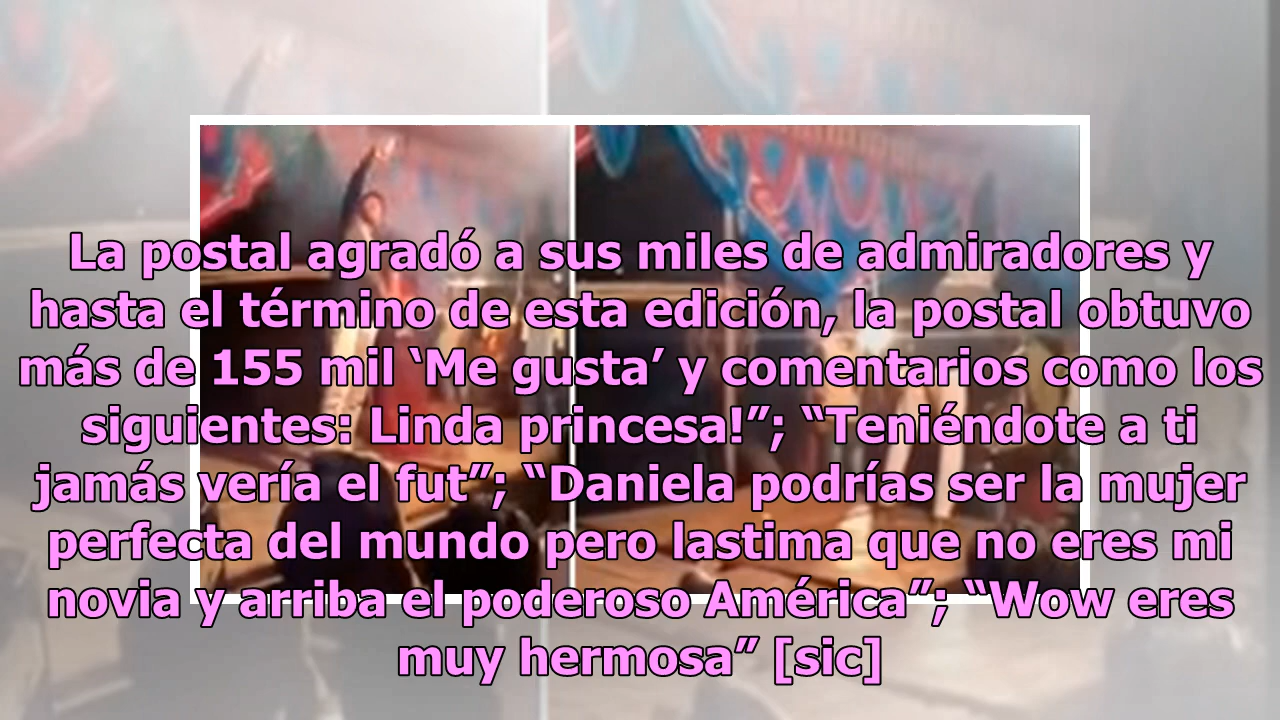 La postal agradó a sus miles de admiradores y
hasta el término de esta edición, la postal obtuvo
más de 155 mil ‘Me gusta’ y comentarios como los
siguientes: Linda princesa!”; “Teniéndote a ti
jamás vería el fut”; “Daniela podrías ser la mujer
perfecta del mundo pero lastima que no eres mi
novia y arriba el poderoso América”; “Wow eres
muy hermosa” [sic]